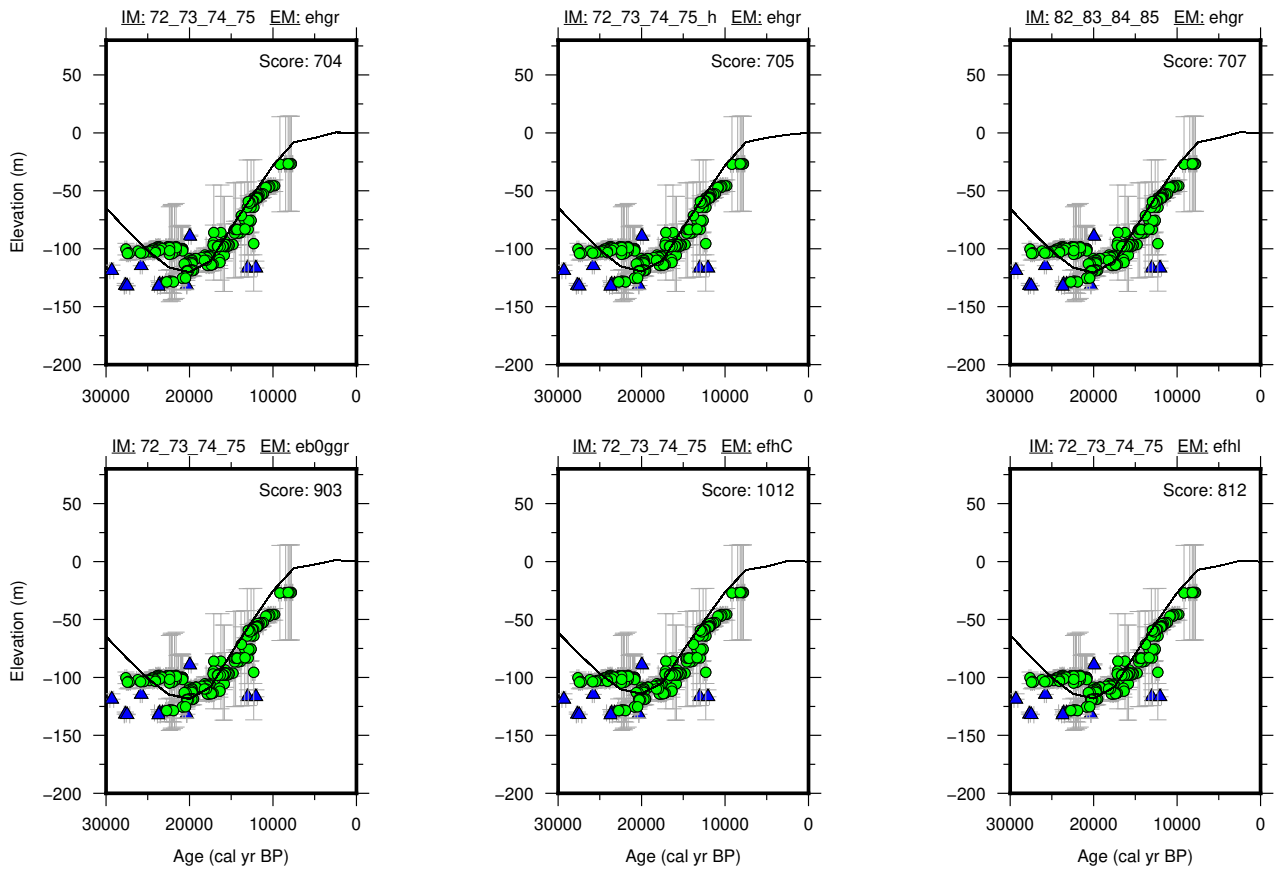 IM: 72_73_74_75 EM: ehgr
IM: 72_73_74_75_h EM: ehgr
IM: 82_83_84_85 EM: ehgr
Score: 704
Score: 705
Score: 707
50
0
−50
−100
−150
−200
Elevation (m)
50
0
−50
−100
−150
−200
50
0
−50
−100
−150
−200
30000 20000 10000 0
30000 20000 10000 0
30000 20000 10000 0
IM: 72_73_74_75 EM: eb0ggr
IM: 72_73_74_75 EM: efhC
IM: 72_73_74_75 EM: efhl
Score: 903
Score: 1012
Score: 812
50
0
−50
−100
−150
−200
Elevation (m)
50
0
−50
−100
−150
−200
50
0
−50
−100
−150
−200
30000 20000 10000 0
30000 20000 10000 0
30000 20000 10000 0
Age (cal yr BP)
Age (cal yr BP)
Age (cal yr BP)